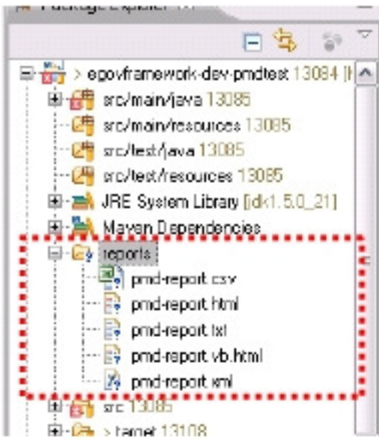 Package Explorer
> egovframework-dev-pmdtest 13084 [
src/main/java 13085
src/main/resources 13085
src/test/java 13085
src/test/resources 13085
JRE System Library [jdk1.5.0_21]
Maven Dependencies
reports
pmd-report.csv
pmd-report.html
pmd-report.txt
pmd-report.vb.html
pmd-report.xml
src 13085
> target 13108